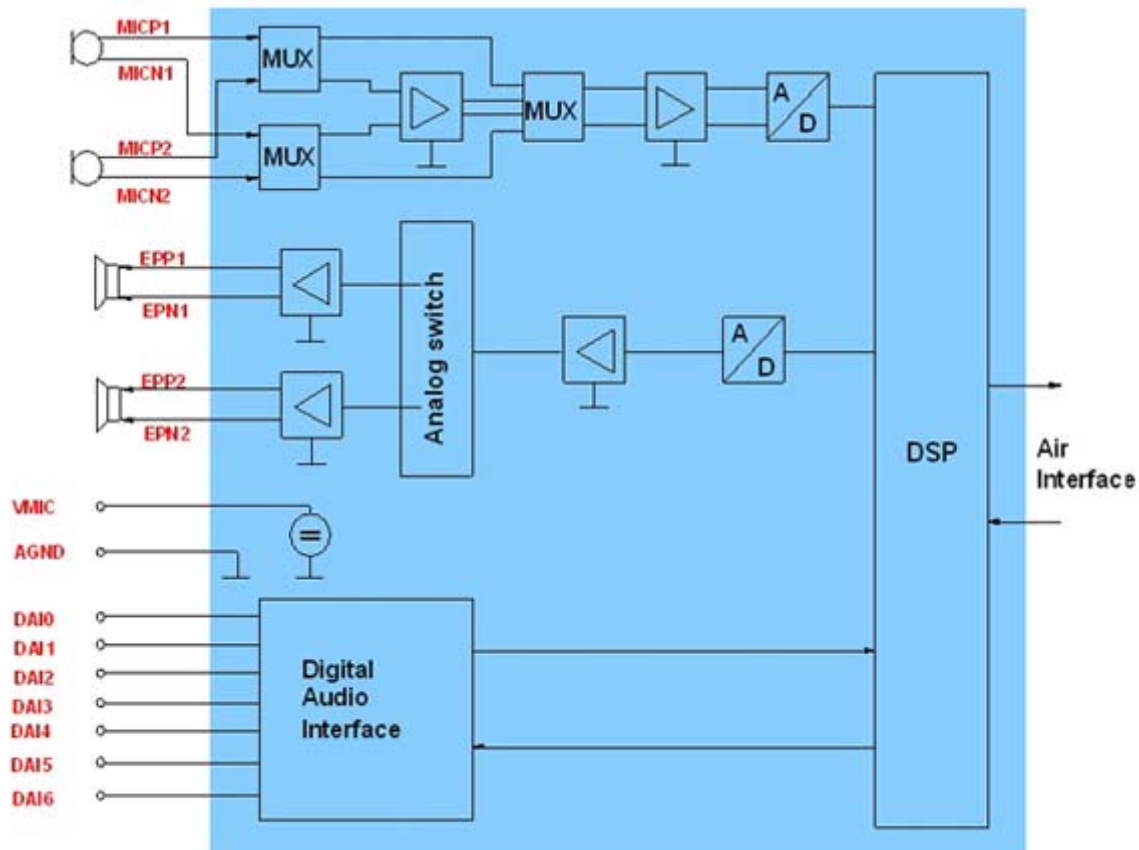 MICP1
MICN1
MICP2
MICN2
MUX
MUX
MUX
A
D
EPP1
EPN1
EPP2
EPN2
Analog switch
A
D
DSP
Air
Interface
VMIC
AGND
DAI0
DAI1
DAI2
DAI3
DAI4
DAI5
DAI6
Digital
Audio
Interface